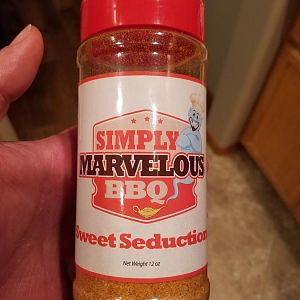 SIMPLY
MARVELOUS
BBQ
Sweet Seduction
Net Weight 12 oz